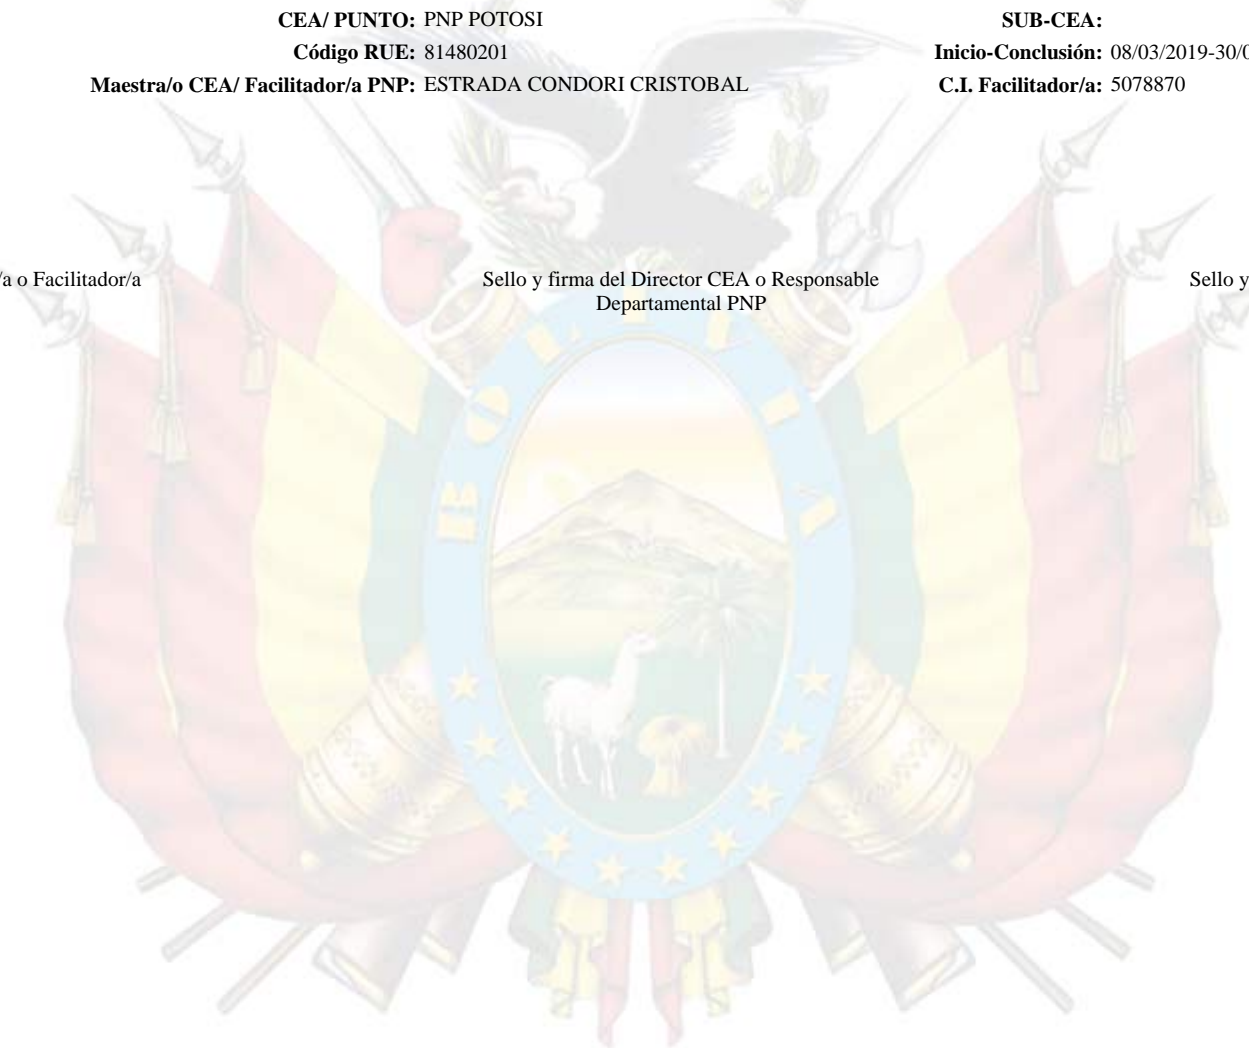 CEA/ PUNTO: PNP POTOSI SUB-CEA:
Código RUE: 81480201 Inicio-Conclusión: 08/03/2019-30/0
Maestra/o CEA/ Facilitador/a PNP: ESTRADA CONDORI CRISTOBAL C.I. Facilitador/a: 5078870
/a o Facilitador/a Sello y firma del Director CEA o Responsable Sello y
Departamental PNP
BOLIVIA